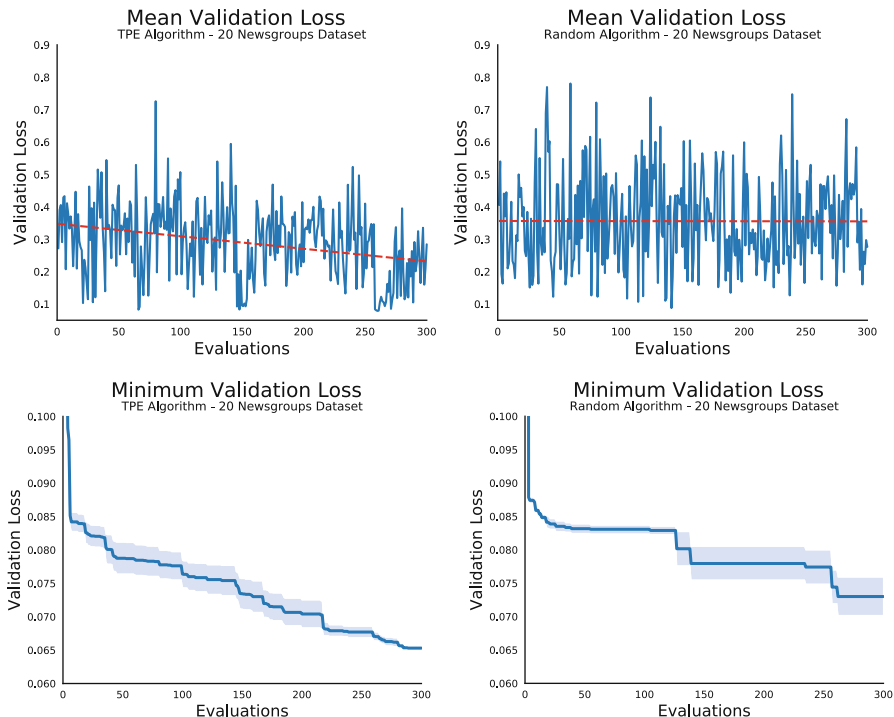 Mean Validation Loss
TPE Algorithm - 20 Newsgroups Dataset
Validation Loss
0.9
0.8
0.7
0.6
0.5
0.4
0.3
0.2
0.1
0 50 100 150 200 250 300
Evaluations
Mean Validation Loss
Random Algorithm - 20 Newsgroups Dataset
Validation Loss
0.9
0.8
0.7
0.6
0.5
0.4
0.3
0.2
0.1
0 50 100 150 200 250 300
Evaluations
Minimum Validation Loss
TPE Algorithm - 20 Newsgroups Dataset
Validation Loss
0.100
0.095
0.090
0.085
0.080
0.075
0.070
0.065
0.060
0 50 100 150 200 250 300
Evaluations
Minimum Validation Loss
Random Algorithm - 20 Newsgroups Dataset
Validation Loss
0.100
0.095
0.090
0.085
0.080
0.075
0.070
0.065
0.060
0 50 100 150 200 250 300
Evaluations